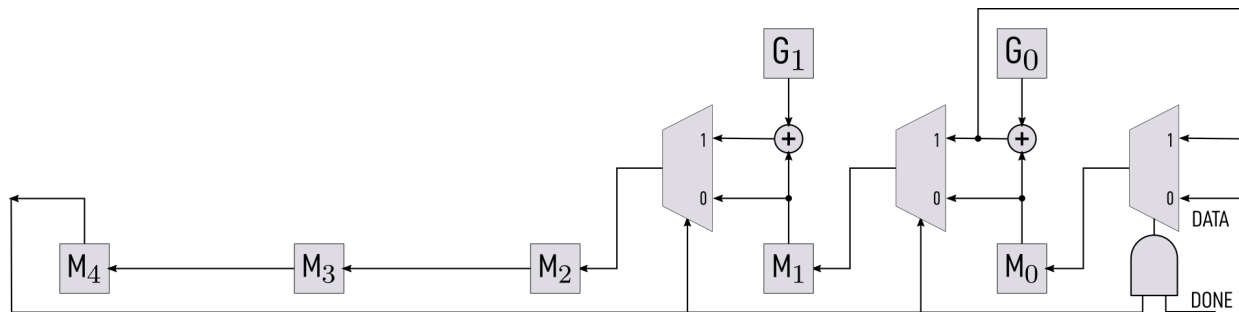 G₁ G₀
+ +
1 1 1
0 0 0
DATA
M₄ M₃ M₂ M₁ M₀
DONE